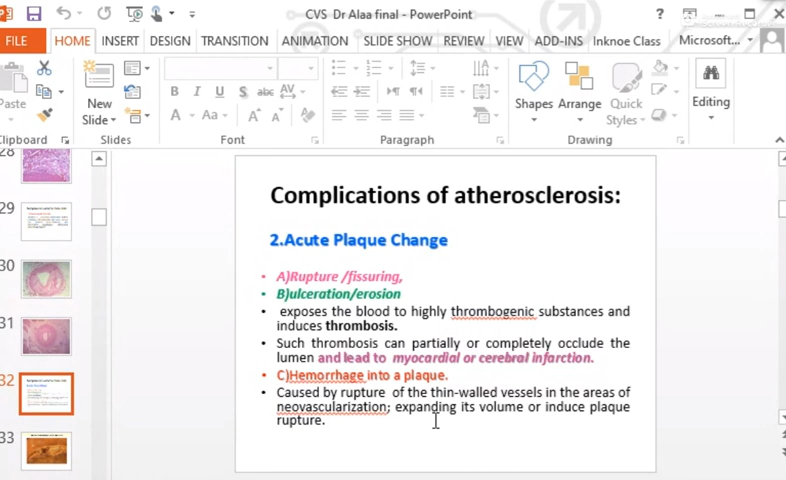 CVS Dr Alaa final - PowerPoint
FILE HOME INSERT DESIGN TRANSITION ANIMATION SLIDE SHOW REVIEW VIEW ADD-INS Inknoe Class Microsoft...
Paste
New
Slide
Shapes Arrange Quick
Styles
Editing
Clipboard Slides Font Paragraph Drawing
28
29
30
31
32
33
Complications of atherosclerosis:
2.Acute Plaque Change
• A)Rupture /fissuring,
• B)ulceration/erosion
• exposes the blood to highly thrombogenic substances and
induces thrombosis.
• Such thrombosis can partially or completely occlude the
lumen and lead to myocardial or cerebral infarction.
• C)Hemorrhage into a plaque.
• Caused by rupture of the thin-walled vessels in the areas of
neovascularization; expanding its volume or induce plaque
rupture.